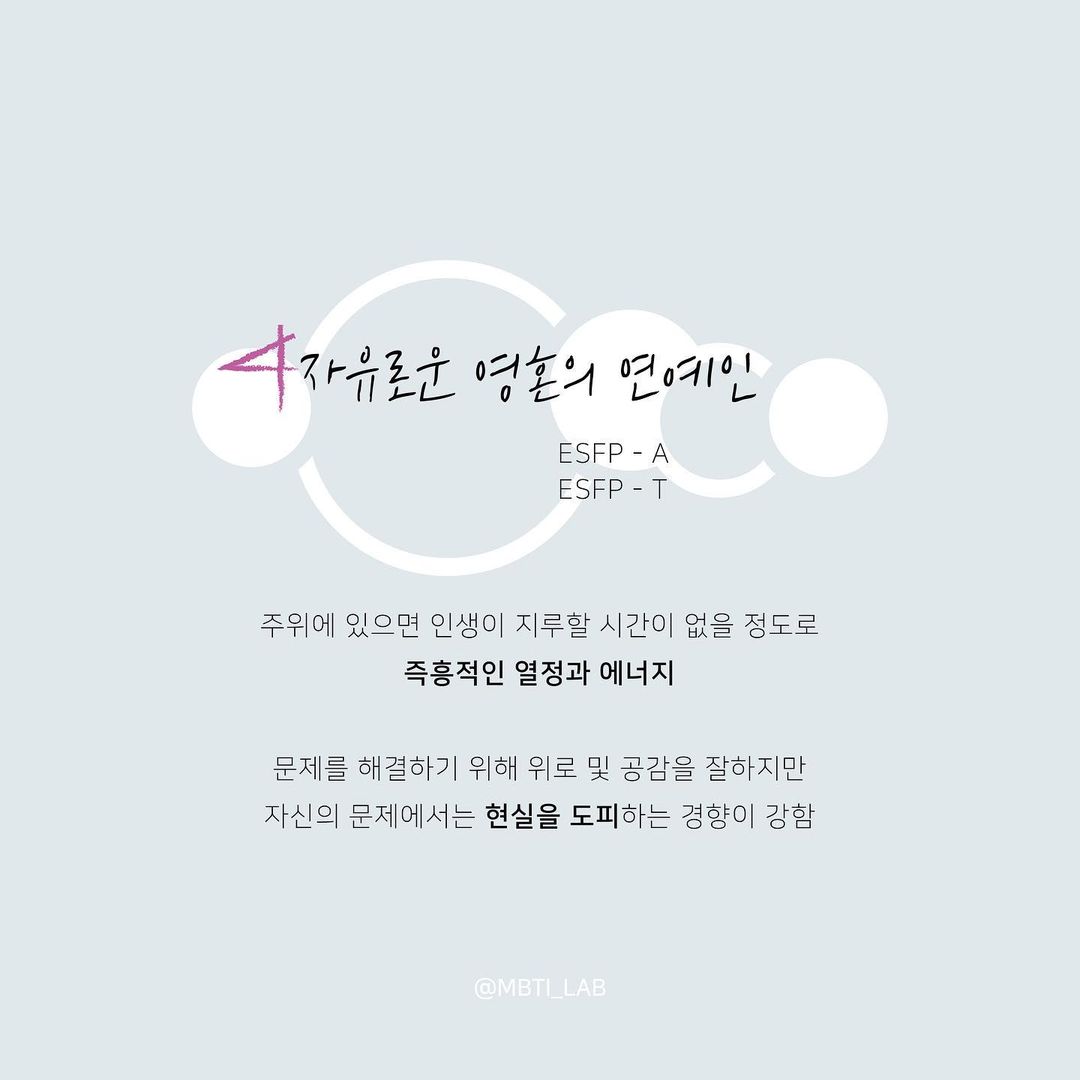 4 자유로운 영혼의 연예인
ESFP - A
ESFP - T
주위에 있으면 인생이 지루할 시간이 없을 정도로
즉흥적인 열정과 에너지
문제를 해결하기 위해 위로 및 공감을 잘하지만
자신의 문제에서는 현실을 도피하는 경향이 강함
@MBTI_LAB